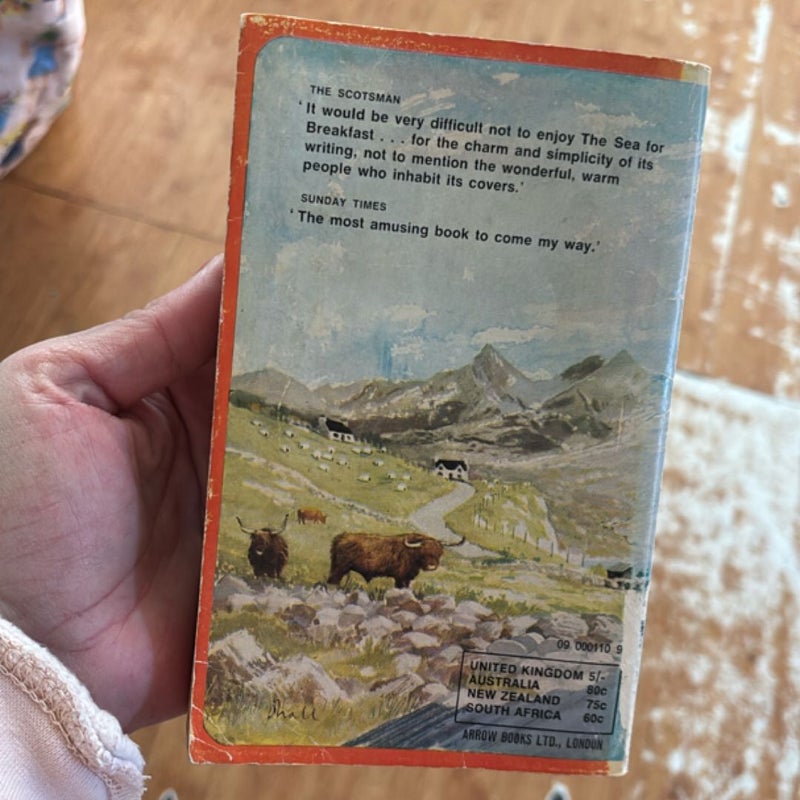 THE SCOTSMAN
'It would be very difficult not to enjoy The Sea for
Breakfast . . . for the charm and simplicity of its
writing, not to mention the wonderful, warm
people who inhabit its covers.'
SUNDAY TIMES
'The most amusing book to come my way.'
09 000110 9
UNITED KINGDOM 5/-
AUSTRALIA 80c
NEW ZEALAND 75c
SOUTH AFRICA 60c
ARROW BOOKS LTD., LONDON